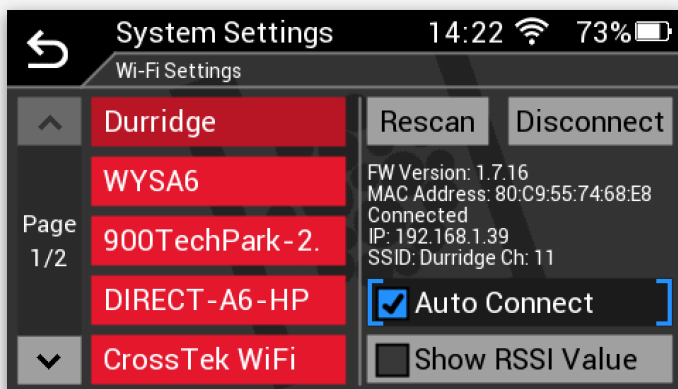 System Settings
14:22
73%
Wi-Fi Settings
Durridge
WYSA6
900TechPark-2.
DIRECT-A6-HP
CrossTek WiFi
Page
1/2
Rescan
Disconnect
FW Version: 1.7.16
MAC Address: 80:C9:55:74:68:E8
Connected
IP: 192.168.1.39
SSID: Durridge Ch: 11
Auto Connect
Show RSSI Value